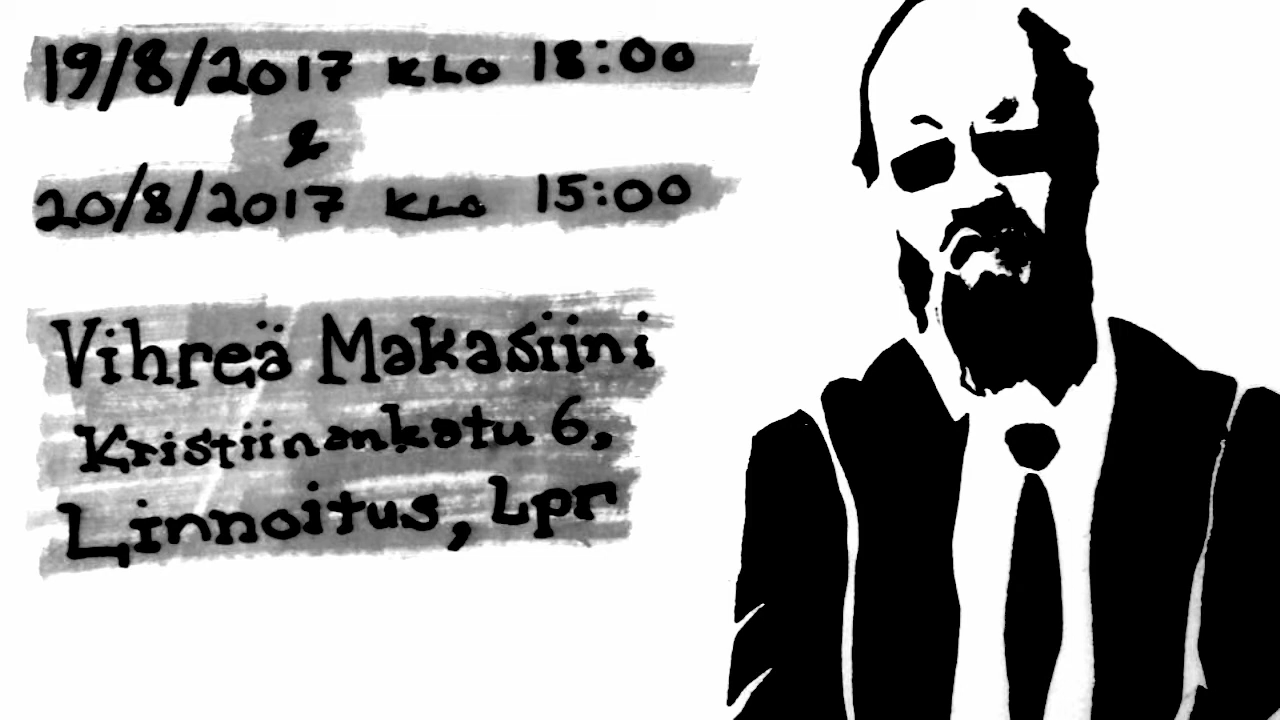 19/8/2017 KLO 18:00
&
20/8/2017 KLO 15:00
Vihreä Makasiini
Kristiinankatu 6,
Linnoitus, Lpr